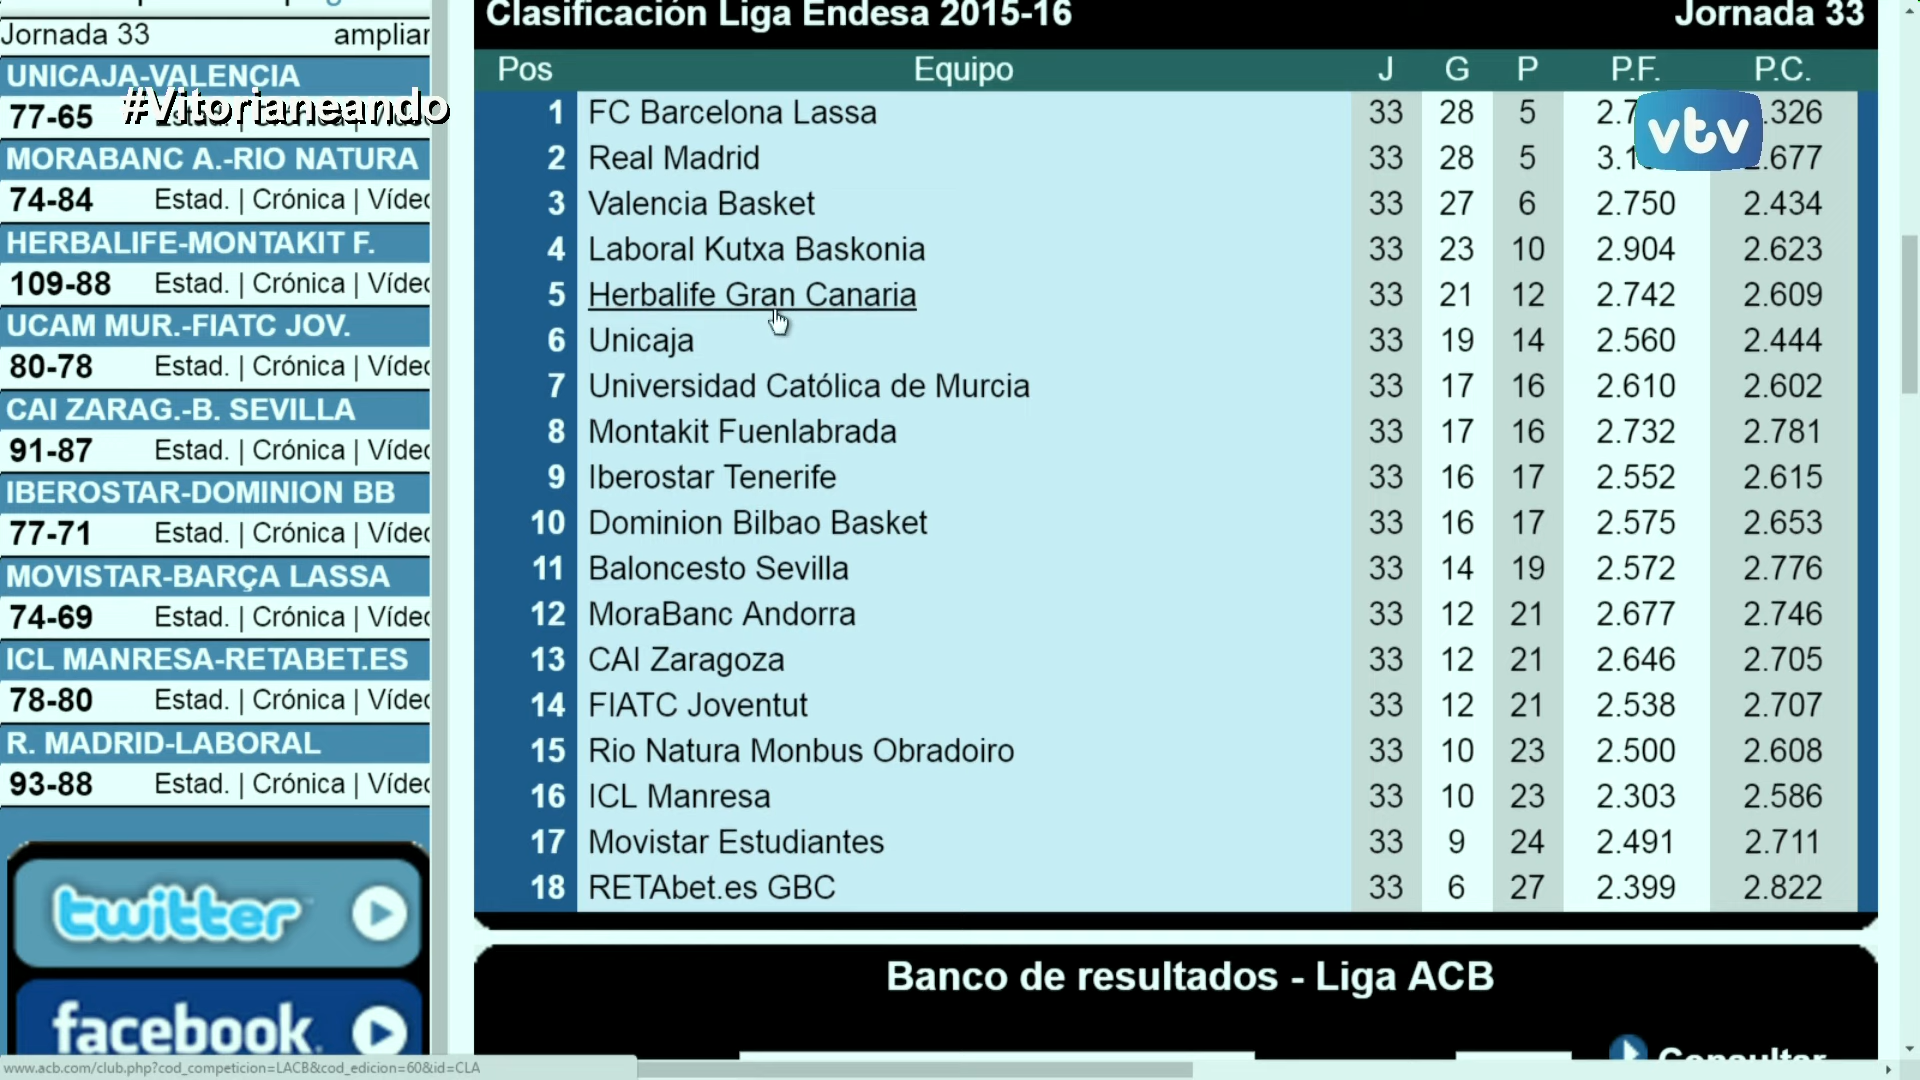 Jornada 33 ampliar
UNICAJA-VALENCIA
77-65
#Vitorianeando
MORABANC A.-RIO NATURA
74-84 Estad. | Crónica |
HERBALIFE-MONTAKIT F.
109-88 Estad. | Crónica |
UCAM MUR.-FIATC JOV.
80-78 Estad. | Crónica |
CAI ZARAG.-B. SEVILLA
91-87 Estad. | Crónica |
IBEROSTAR-DOMINION BB
77-71 Estad. | Crónica |
MOVISTAR-BARÇA LASSA
74-69 Estad. | Crónica |
ICL MANRESA-RETABET.ES
78-80 Estad. | Crónica |
R. MADRID-LABORAL
93-88 Estad. | Crónica |
twitter
facebook
Clasificación Liga Endesa 2015-16 Jornada 33
Pos Equipo J G P P.F. P.C.
1 FC Barcelona Lassa 33 28 5
vtv
2 Real Madrid 33 28 5
3 Valencia Basket 33 27 6 2.750 2.434
4 Laboral Kutxa Baskonia 33 23 10 2.904 2.623
5 Herbalife Gran Canaria 33 21 12 2.742 2.609
6 Unicaja 33 19 14 2.560 2.444
7 Universidad Católica de Murcia 33 17 16 2.610 2.602
8 Montakit Fuenlabrada 33 17 16 2.732 2.781
9 Iberostar Tenerife 33 16 17 2.552 2.615
10 Dominion Bilbao Basket 33 16 17 2.575 2.653
11 Baloncesto Sevilla 33 14 19 2.572 2.776
12 MoraBanc Andorra 33 12 21 2.677 2.746
13 CAI Zaragoza 33 12 21 2.646 2.705
14 FIATC Joventut 33 12 21 2.538 2.707
15 Rio Natura Monbus Obradoiro 33 10 23 2.500 2.608
16 ICL Manresa 33 10 23 2.303 2.586
17 Movistar Estudiantes 33 9 24 2.491 2.711
18 RETAbet.es GBC 33 6 27 2.399 2.822
Banco de resultados - Liga ACB
Consultar
www.acb.com/club.php?cod_competicion=LACB&cod_edicion=60&id=CLA